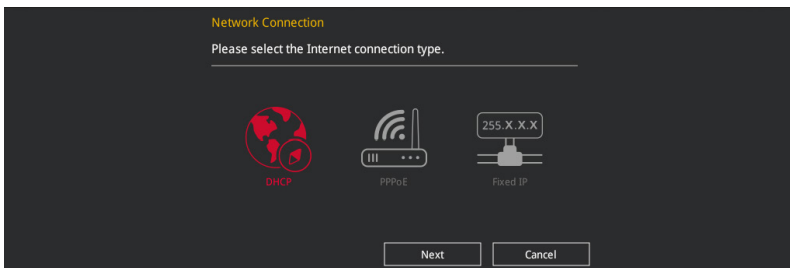 Network Connection
Please select the Internet connection type.
255.X.X.X
DHCP
PPPoE
Fixed IP
Next
Cancel